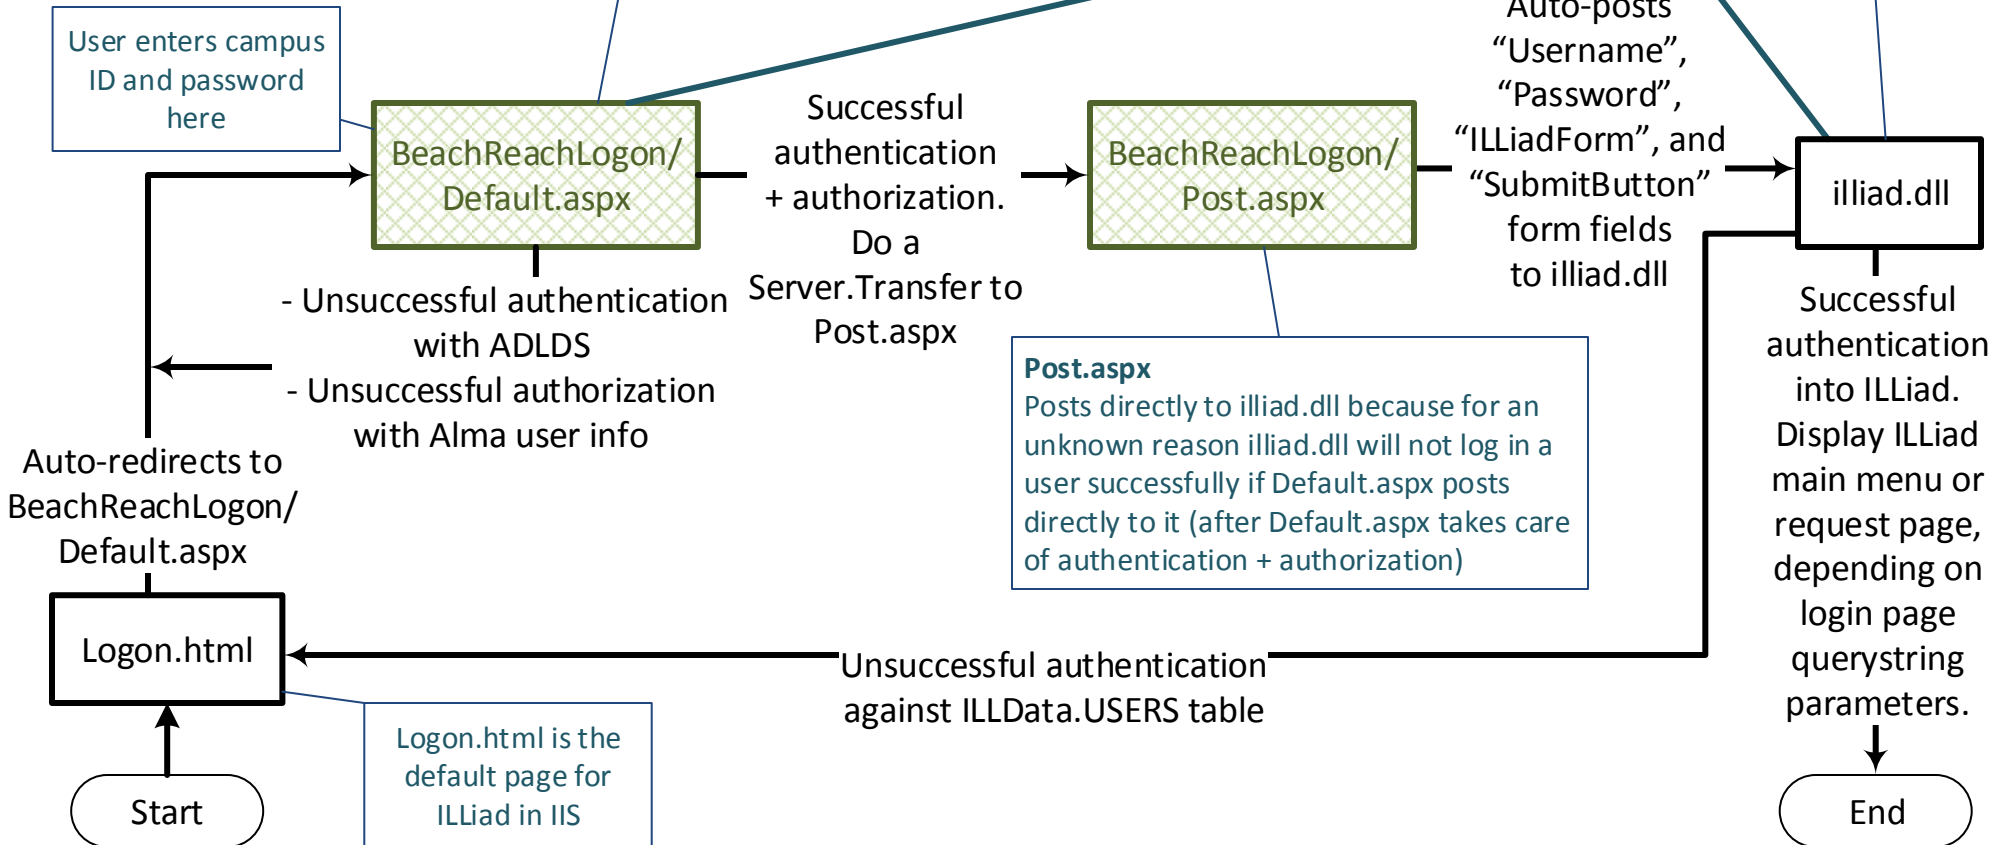 User enters campus
ID and password
here
BeachReachLogon/
Default.aspx
Successful
authentication
+ authorization.
Do a
Server.Transfer to
Post.aspx
BeachReachLogon/
Post.aspx
Auto-posts
“Username”,
“Password”,
“ILLiadForm”, and
“SubmitButton”
form fields
to illiad.dll
illiad.dll
- Unsuccessful authentication
with ADLDS
- Unsuccessful authorization
with Alma user info
Post.aspx
Posts directly to illiad.dll because for an
unknown reason illiad.dll will not log in a
user successfully if Default.aspx posts
directly to it (after Default.aspx takes care
of authentication + authorization)
Successful
authentication
into ILLiad.
Display ILLiad
main menu or
request page,
depending on
login page
querystring
parameters.
Auto-redirects to
BeachReachLogon/
Default.aspx
Logon.html
Unsuccessful authentication
against ILLData.USERS table
Logon.html is the
default page for
ILLiad in IIS
Start
End